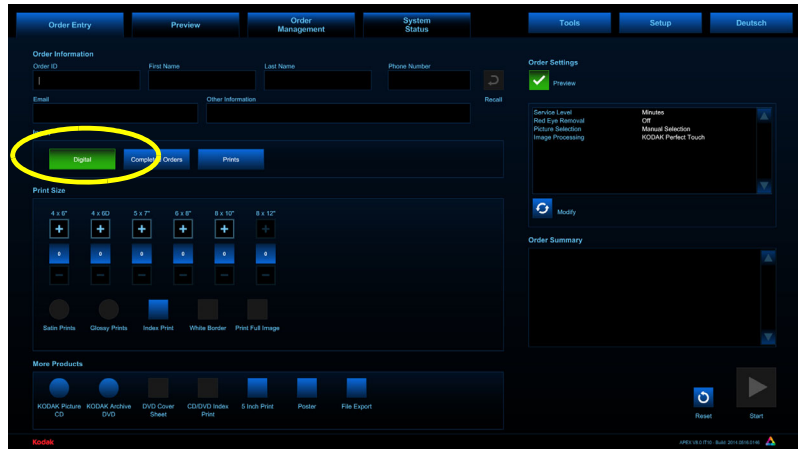 Order Entry
Preview
Order
Management
System
Status
Tools
Setup
Deutsch
Order Information
Order ID
First Name
Last Name
Phone Number
Email
Other Information
Recall
Digital
Orders
Prints
Print Size
4 x 6"
4 x 6D
5 x 7"
6 x 8"
8 x 10"
8 x 12"
0
0
0
0
0
0
Satin Prints
Glossy Prints
Index Print
White Border
Print Full Image
More Products
KODAK Picture
CD
KODAK Archive
DVD
DVD Cover
Sheet
CD/DVD Index
Print
5 Inch Print
Poster
File Export
Order Settings
Preview
Service Level Minutes
Red Eye Removal Off
Picture Selection Manual Selection
Image Processing KODAK Perfect Touch
Modify
Order Summary
Reset
Start
Kodak